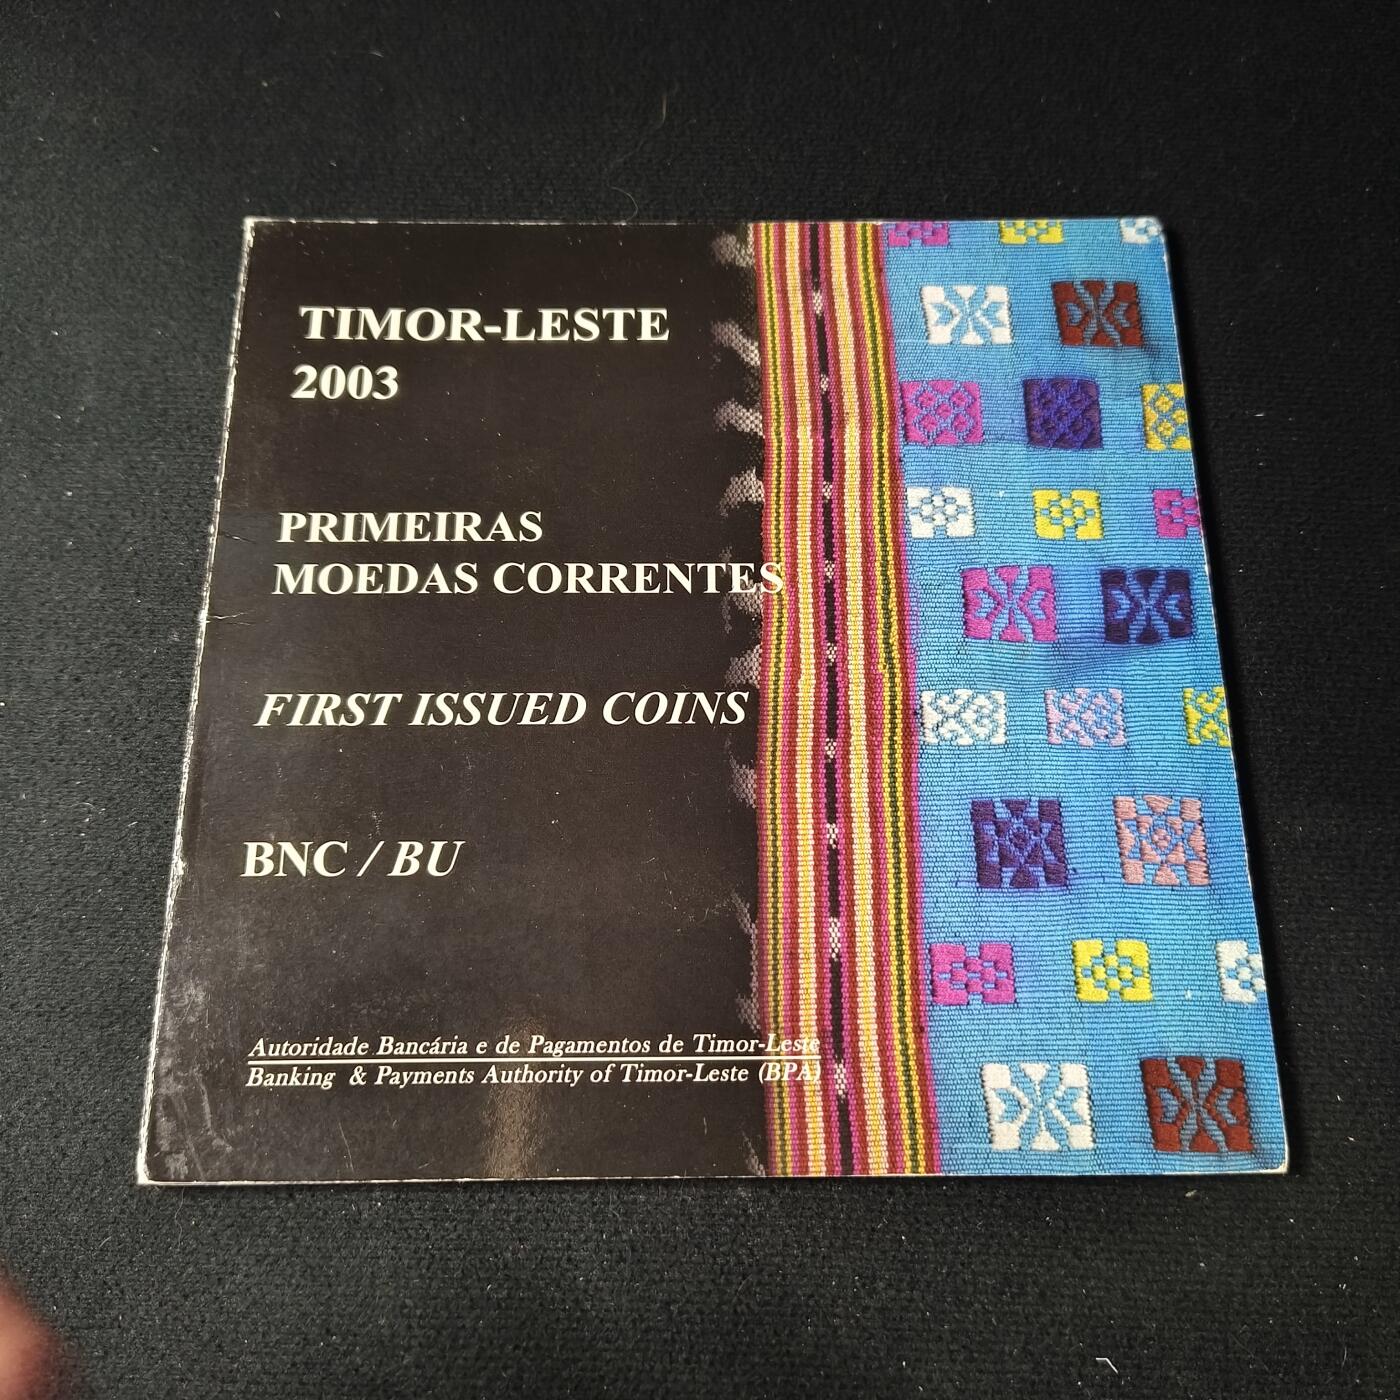 TIMOR-LESTE
2003
PRIMEIRAS
MOEDAS CORRENTES
FIRST ISSUED COINS
BNC / BU
Autoridade Bancária e de Pagamentos de Timor-Leste
Banking & Payments Authority of Timor-Leste (BPA)